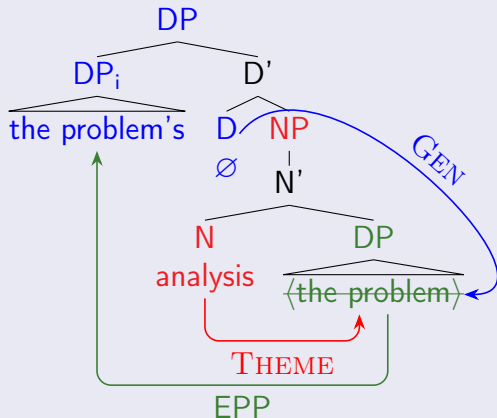 DP
DPi D'
the problem's D NP
∅ GEN
N'
N DP
analysis ⟨the problem⟩
THEME
EPP